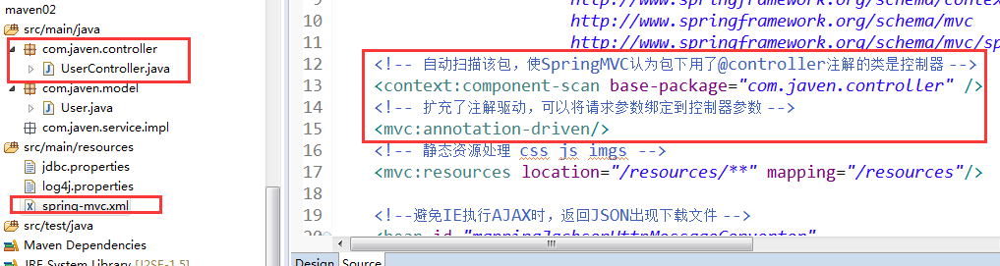 maven02
src/main/java
com.javen.controller
UserController.java
com.javen.model
User.java
com.javen.service.impl
src/main/resources
jdbc.properties
log4j.properties
spring-mvc.xml
src/test/java
Maven Dependencies
JRE System Library [J2SE-1.5]
http://www.springframework.org/schema/contex
10 http://www.springframework.org/schema/mvc
11 http://www.springframework.org/schema/mvc/sp
12 <!-- 自动扫描该包，使SpringMVC认为包下用了@controller注解的类是控制器 -->
13 <context:component-scan base-package="com.javen.controller" />
14 <!-- 扩充了注解驱动，可以将请求参数绑定到控制器参数 -->
15 <mvc:annotation-driven/>
16 <!-- 静态资源处理 css js imgs -->
17 <mvc:resources location="/resources/**" mapping="/resources"/>
18
19 <!--避免IE执行AJAX时，返回JSON出现下载文件 -->
<bean id="mappingJacksonHttpMessageConverter"
Design Source